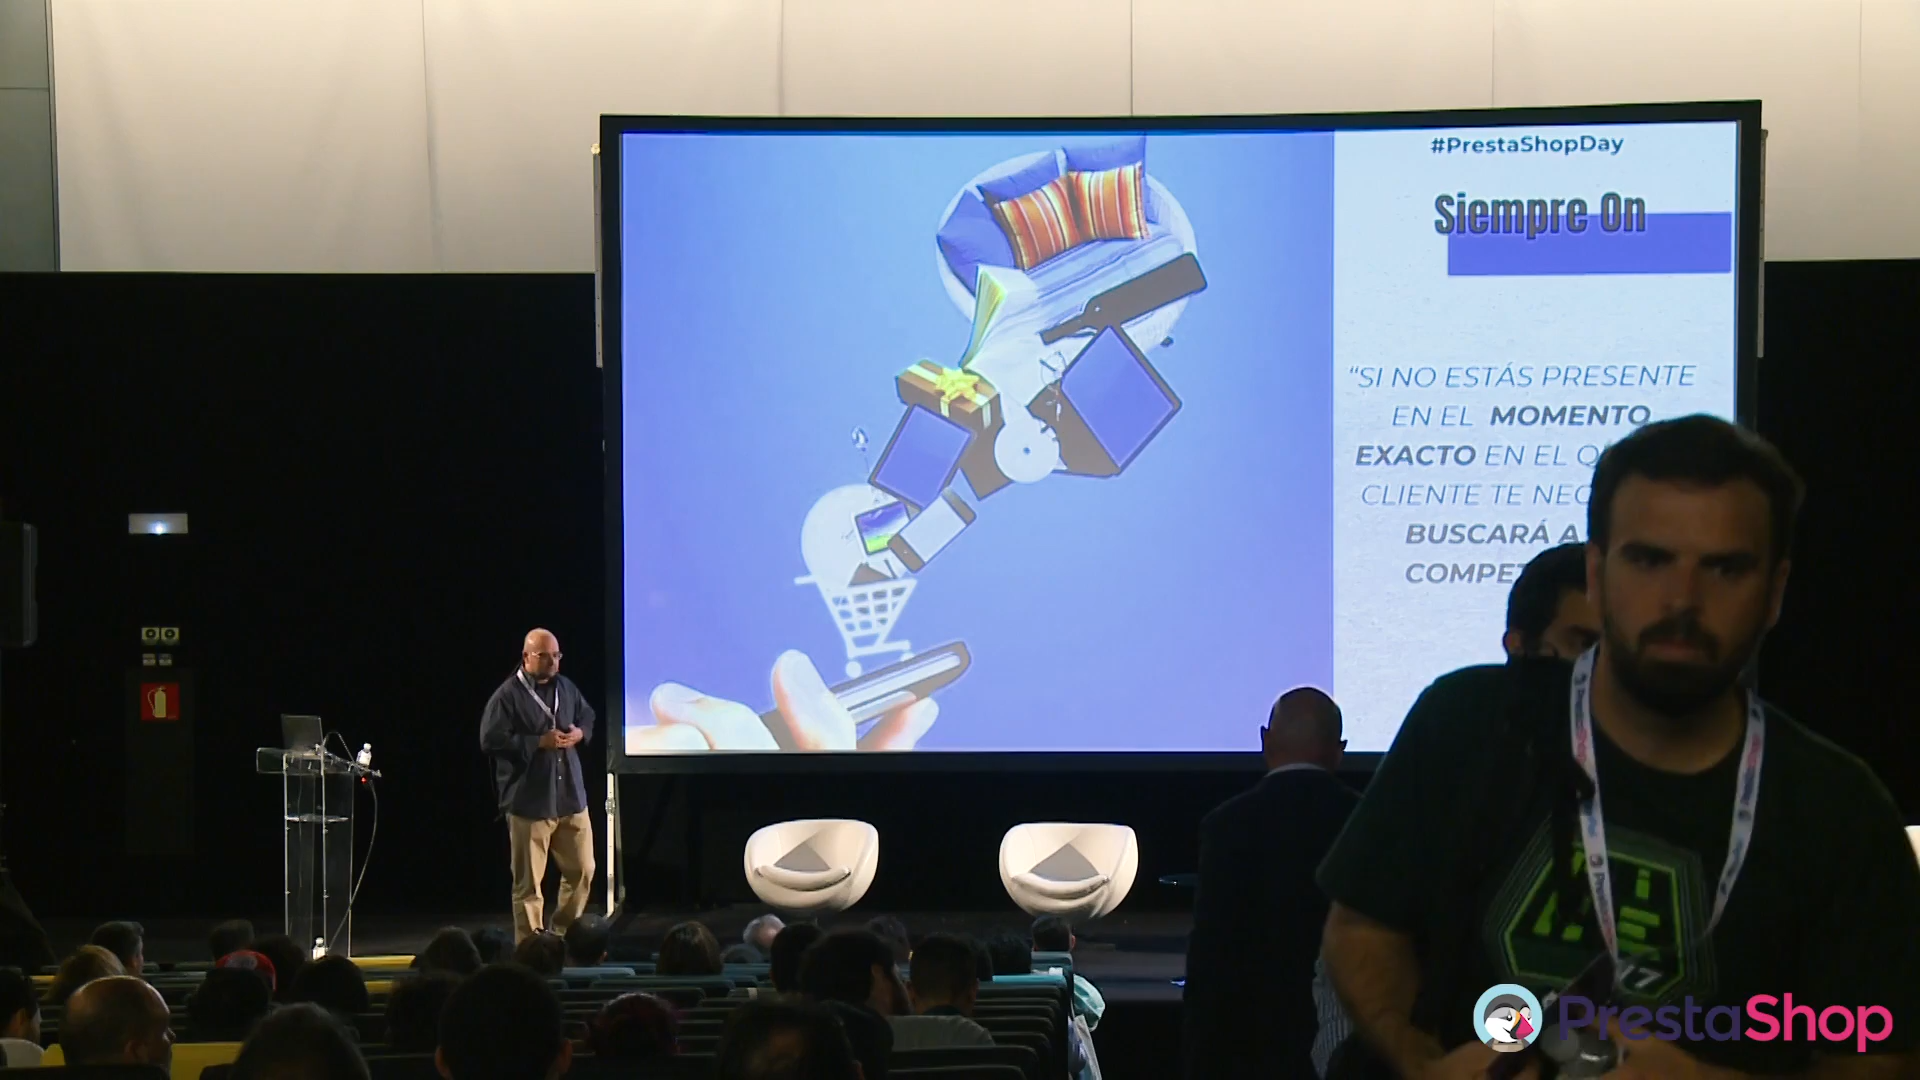 #PrestaShopDay
Siempre On
“SI NO ESTÁS PRESENTE
EN EL MOMENTO
EXACTO EN EL
CLIENTE TE
BUSCARÁ A
PrestaShop